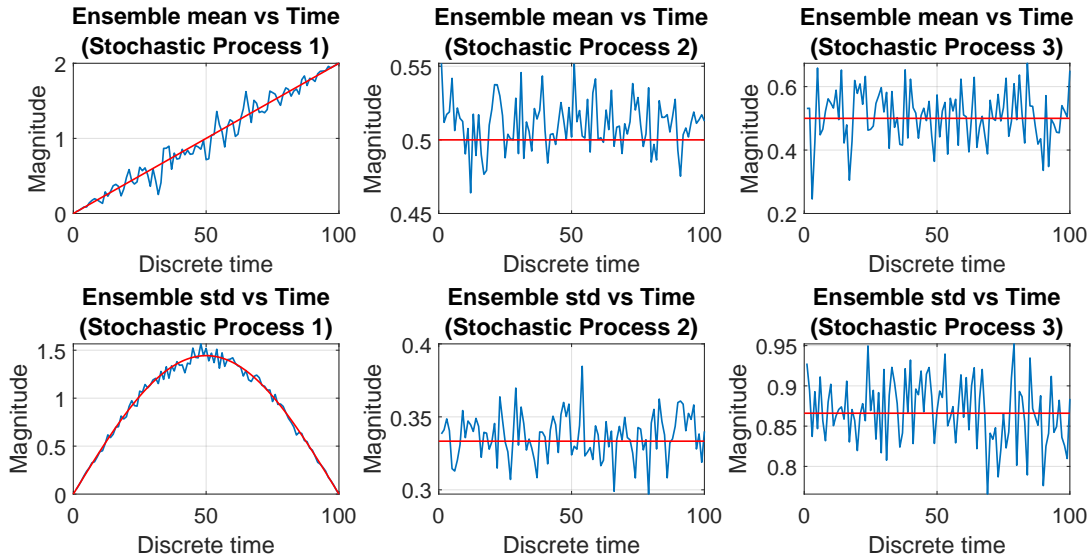 Ensemble mean vs Time
(Stochastic Process 1)
Magnitude
2
1
0
0
50
100
Discrete time
Ensemble mean vs Time
(Stochastic Process 2)
Magnitude
0.55
0.5
0.45
0
50
100
Discrete time
Ensemble mean vs Time
(Stochastic Process 3)
Magnitude
0.6
0.4
0.2
0
50
100
Discrete time
Ensemble std vs Time
(Stochastic Process 1)
Magnitude
1.5
1
0.5
0
0
50
100
Discrete time
Ensemble std vs Time
(Stochastic Process 2)
Magnitude
0.4
0.35
0.3
0
50
100
Discrete time
Ensemble std vs Time
(Stochastic Process 3)
Magnitude
0.95
0.9
0.85
0.8
0
50
100
Discrete time